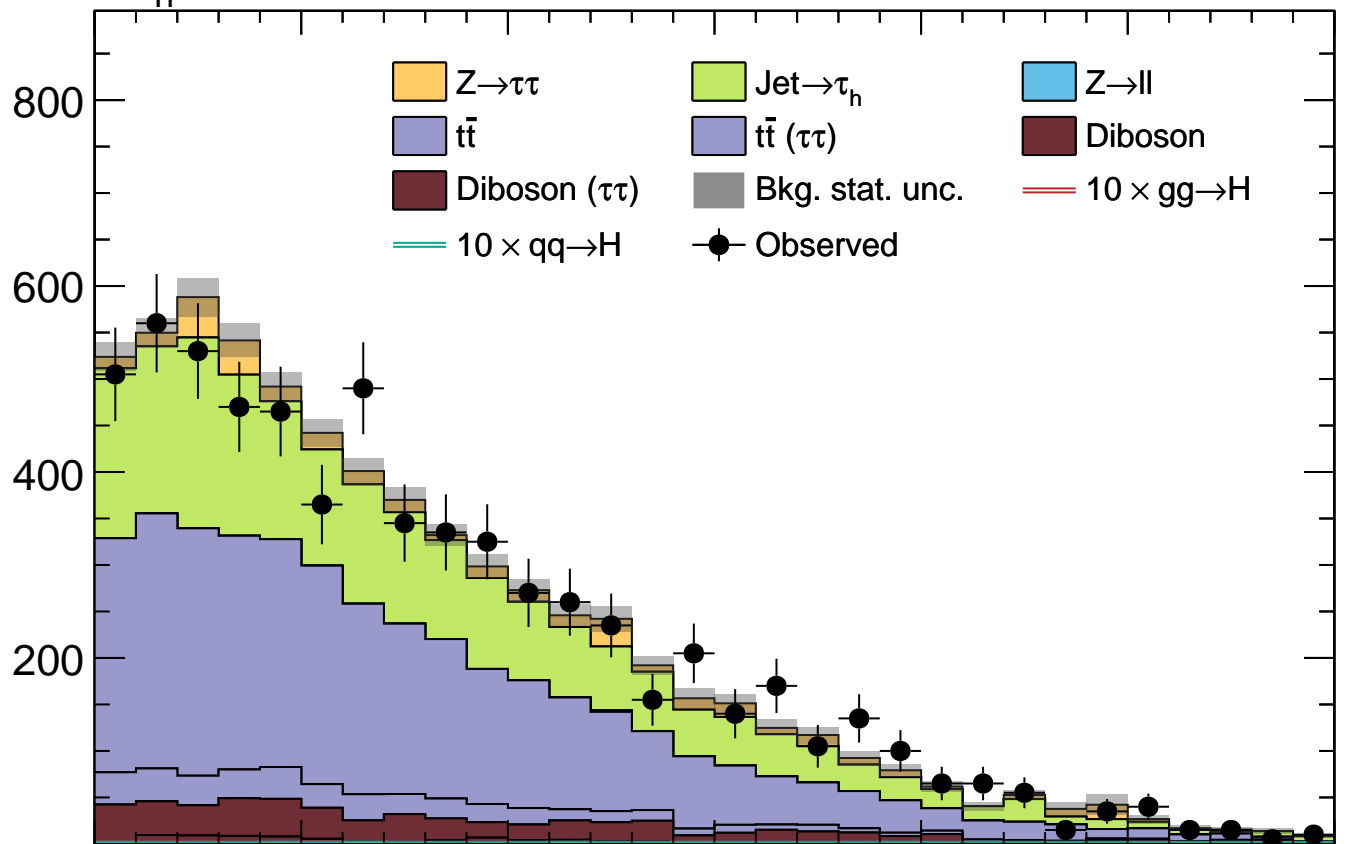 800
600
400
200
Z→ττ Jet→τh Z→ll
tt̄ tt̄ (ττ) Diboson
Diboson (ττ) Bkg. stat. unc. 10 × gg→H
10 × qq→H Observed